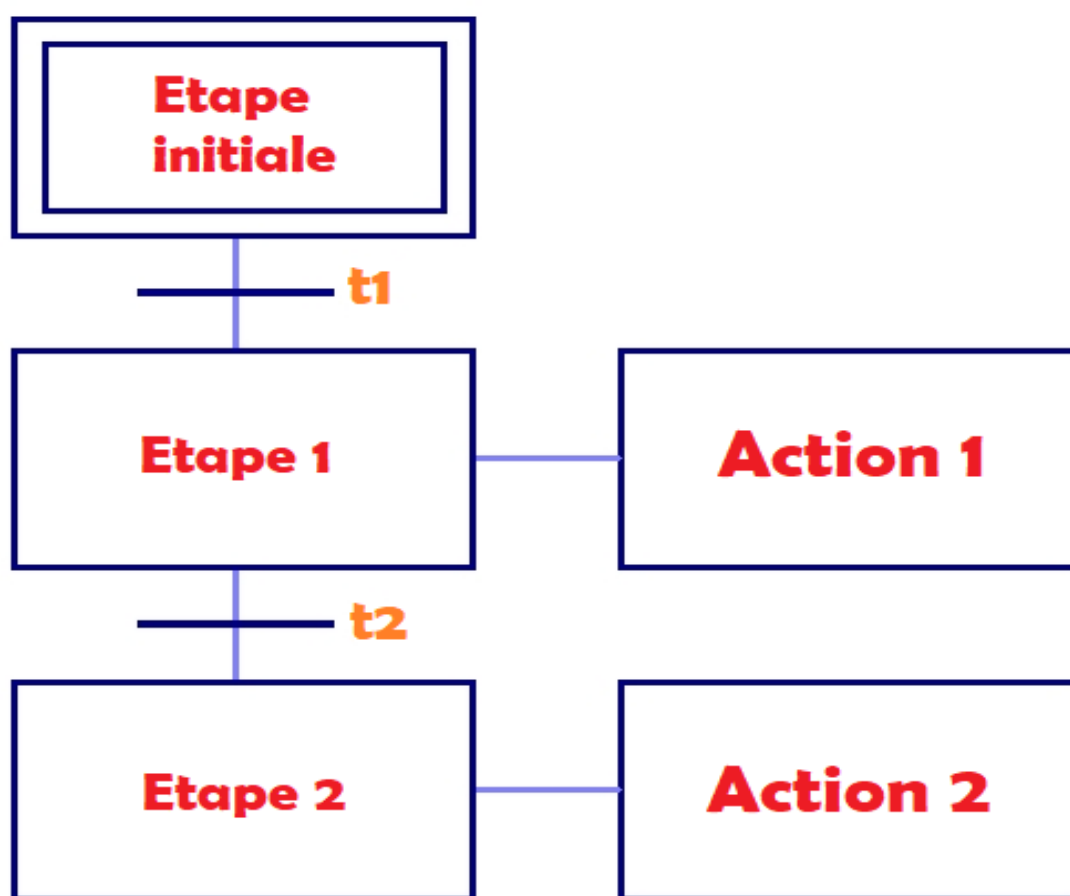 Etape
initiale
t1
Etape 1
Action 1
t2
Etape 2
Action 2